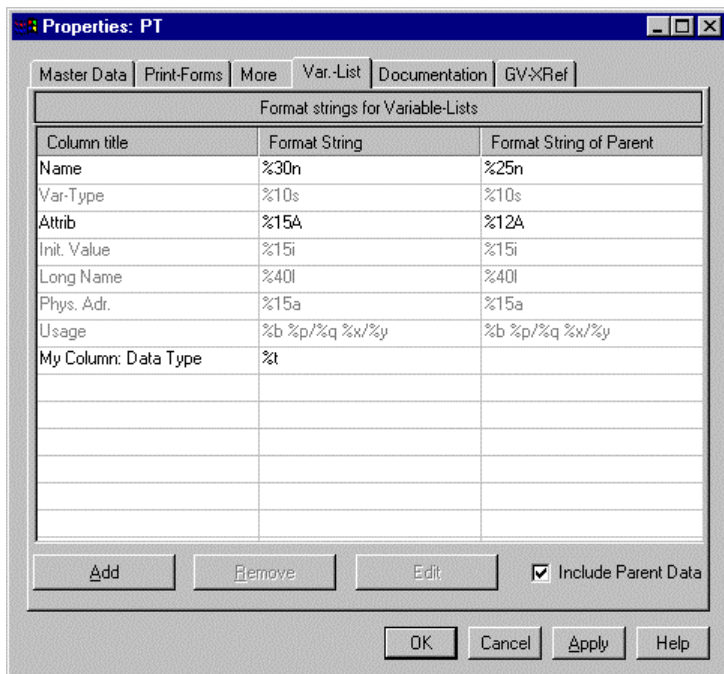 Properties: PT
Master Data Print-Forms More Var.-List Documentation GV-XRef
Format strings for Variable-Lists
Column title Format String Format String of Parent
Name %30n %25n
Var-Type %10s %10s
Attrib %15A %12A
Init. Value %15i %15i
Long Name %40l %40l
Phys. Adr. %15a %15a
Usage %b %p/%q %x/%y %b %p/%q %x/%y
My Column: Data Type %t
Add Remove Edit Include Parent Data
OK Cancel Apply Help